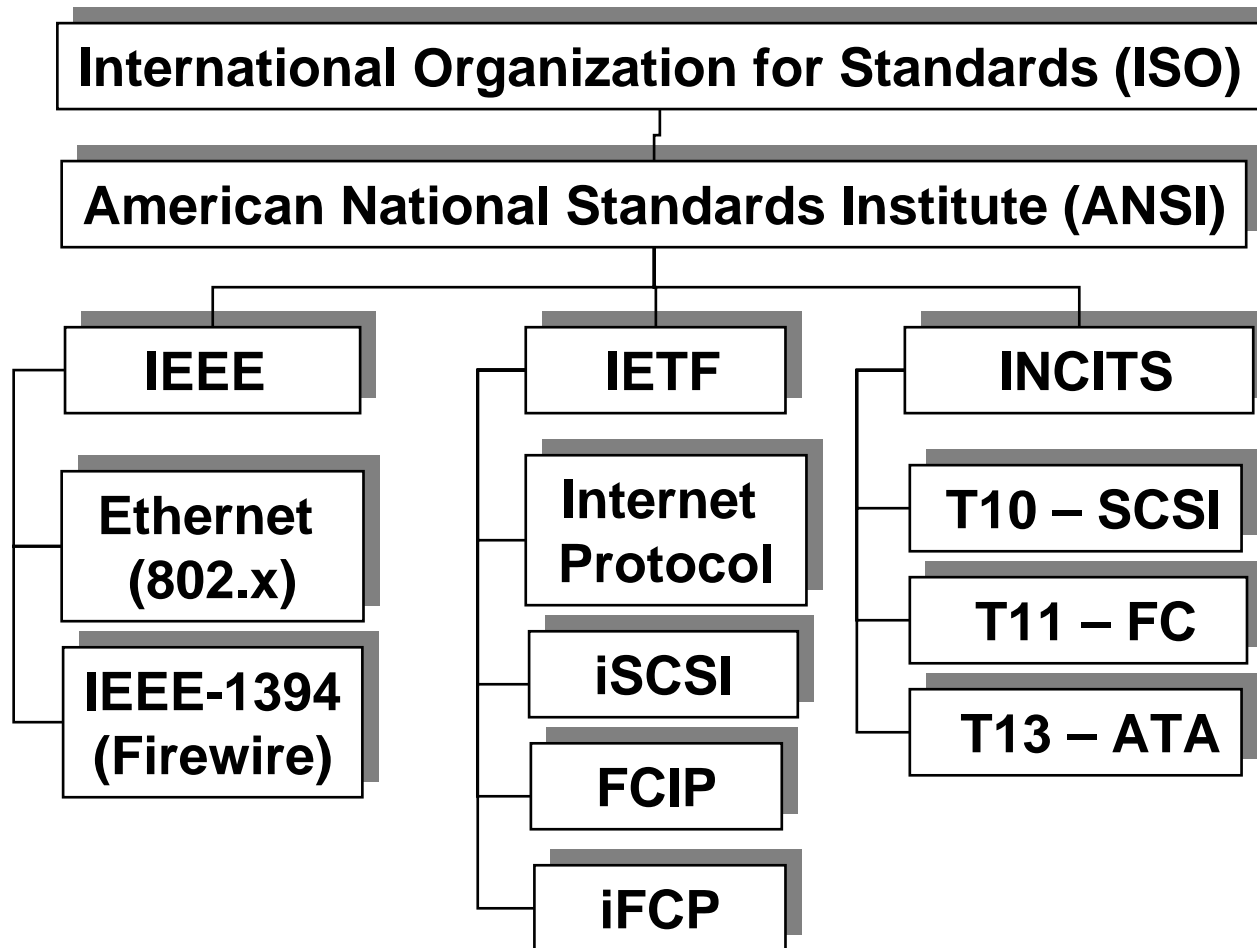 International Organization for Standards (ISO)
American National Standards Institute (ANSI)
IEEE
Ethernet
(802.x)
IEEE-1394
(Firewire)
IETF
Internet
Protocol
iSCSI
FCIP
iFCP
INCITS
T10 – SCSI
T11 – FC
T13 – ATA